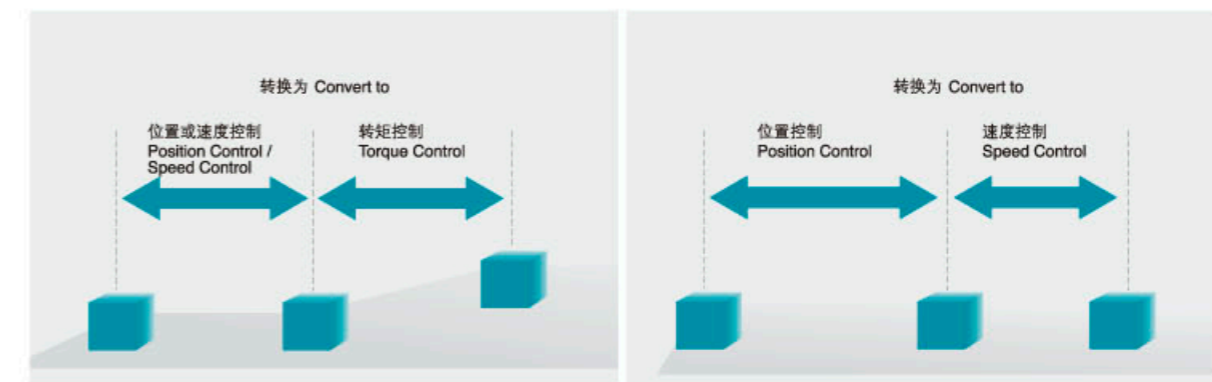 转换为 Convert to
位置或速度控制
Position Control /
Speed Control
转矩控制
Torque Control
转换为 Convert to
位置控制
Position Control
速度控制
Speed Control